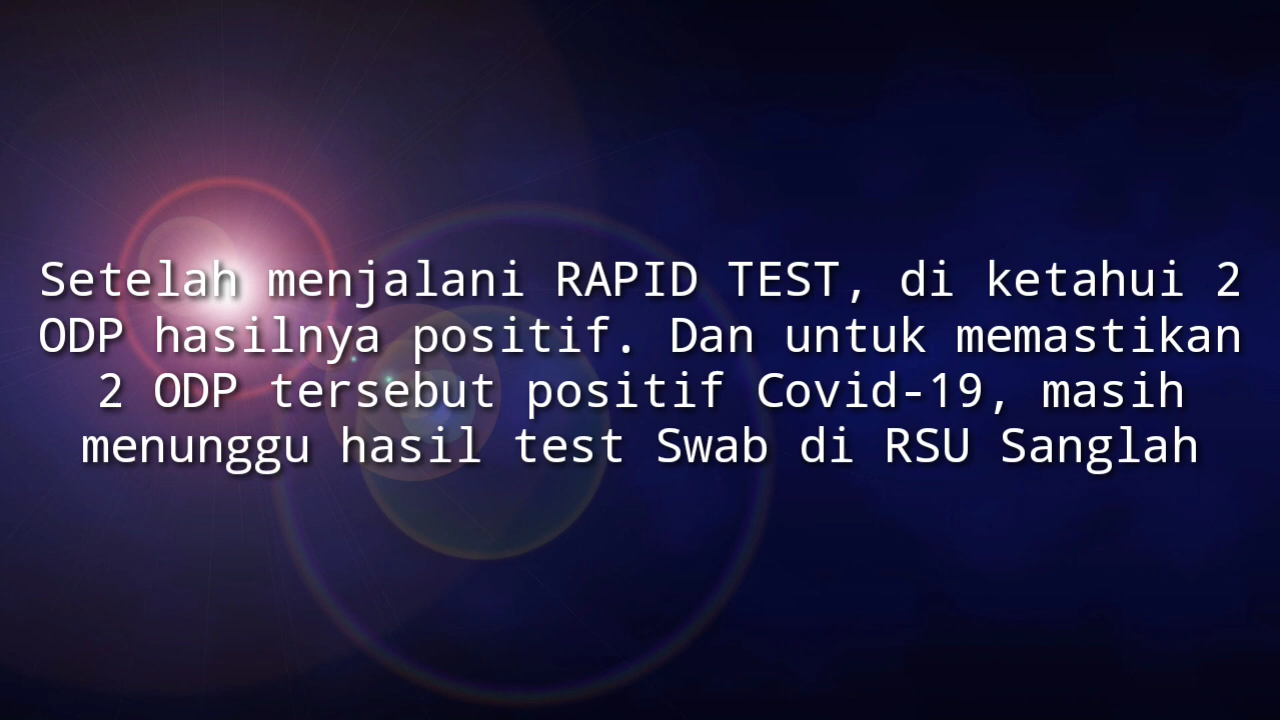 Setelah menjalani RAPID TEST, di ketahui 2
ODP hasilnya positif. Dan untuk memastikan
2 ODP tersebut positif Covid-19, masih
menunggu hasil test Swab di RSU Sanglah